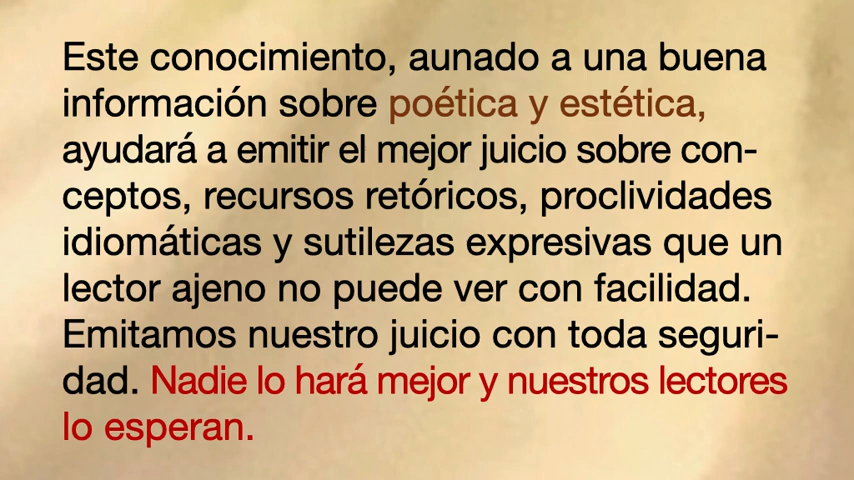 Este conocimiento, aunado a una buena
información sobre poética y estética,
ayudará a emitir el mejor juicio sobre con-
ceptos, recursos retóricos, proclividades
idiomáticas y sutilezas expresivas que un
lector ajeno no puede ver con facilidad.
Emitamos nuestro juicio con toda seguri-
dad. Nadie lo hará mejor y nuestros lectores
lo esperan.